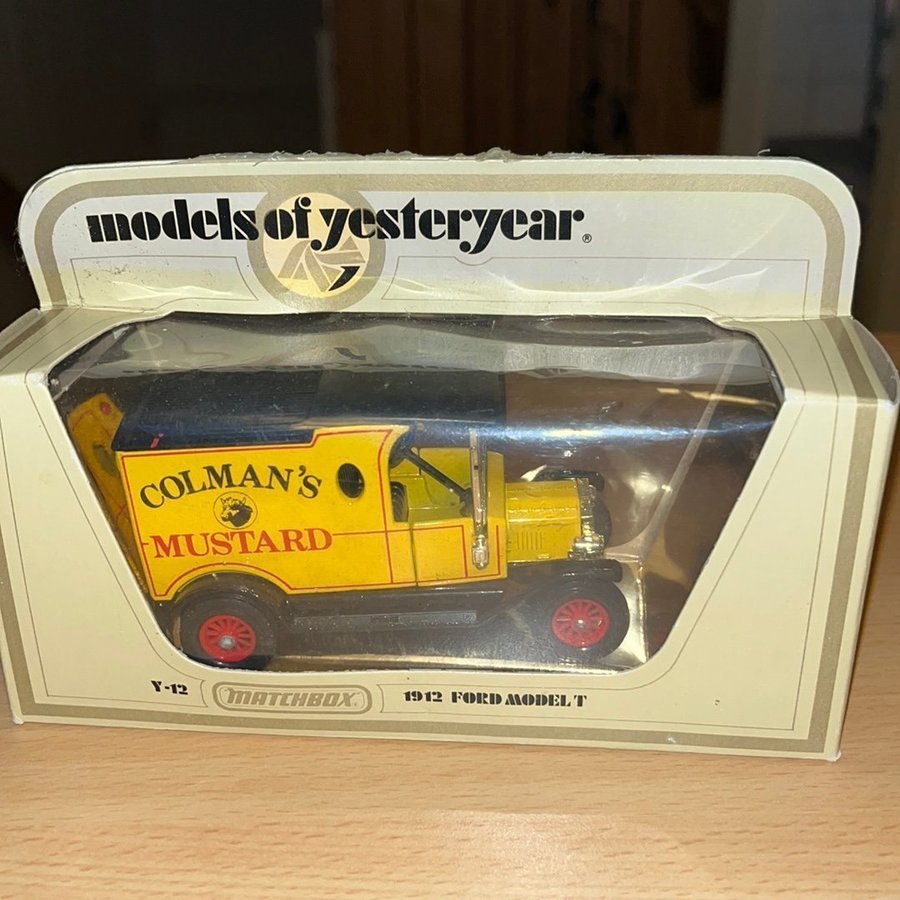 models of yesteryear®
COLMAN'S
MUSTARD
Y-12
MATCHBOX
1912 FORD MODEL T